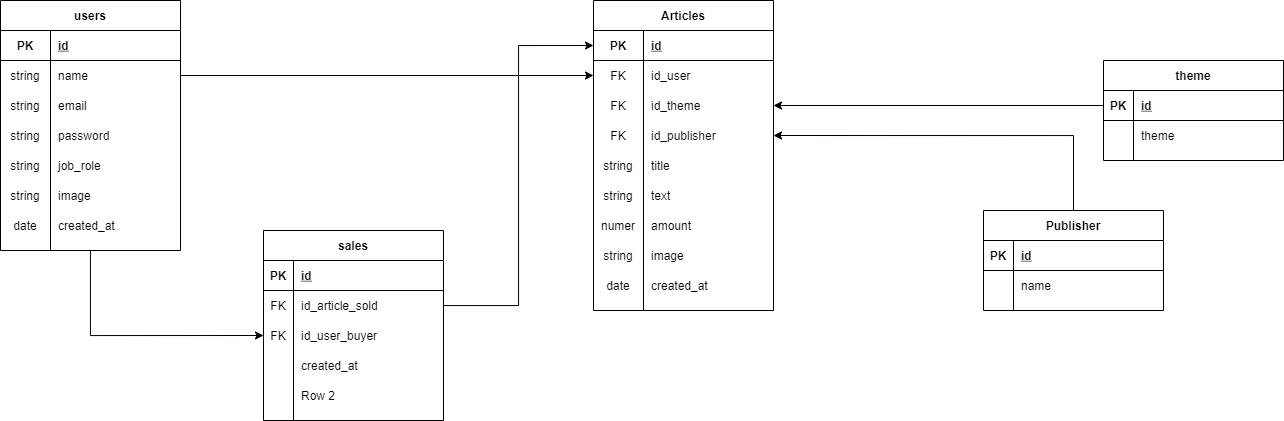 users
PK id
string name
string email
string password
string job_role
string image
date created_at
sales
PK id
FK id_article_sold
FK id_user_buyer
created_at
Row 2
Articles
PK id
FK id_user
FK id_theme
FK id_publisher
string title
string text
numer amount
string image
date created_at
theme
PK id
theme
Publisher
PK id
name